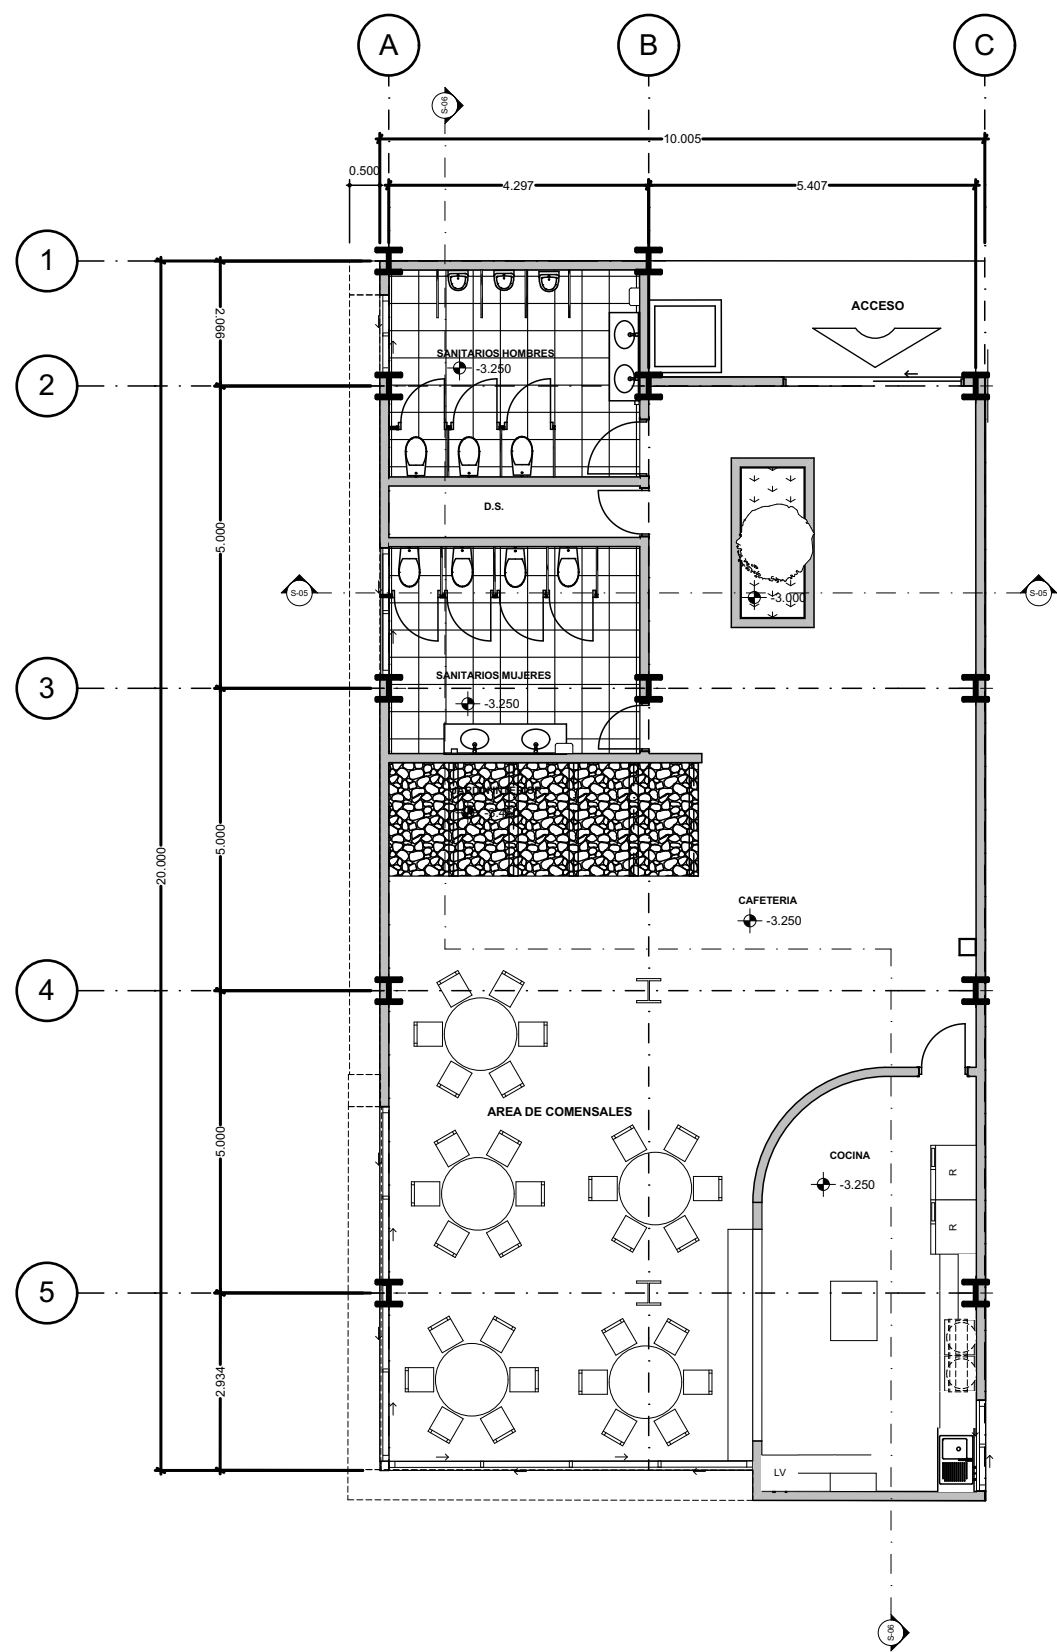 A
B
C
S-06
10.005
0.500
4.297
5.407
1
ACCESO
2.066
SANITARIOS HOMBRES
-3.250
2
D.S.
5.000
S-05
-3.000
S-05
SANITARIOS MUJERES
3
-3.250
5.000
20.000
CAFETERIA
-3.250
4
AREA DE COMENSALES
5.000
COCINA
R
-3.250
R
5
2.934
LV
S-06